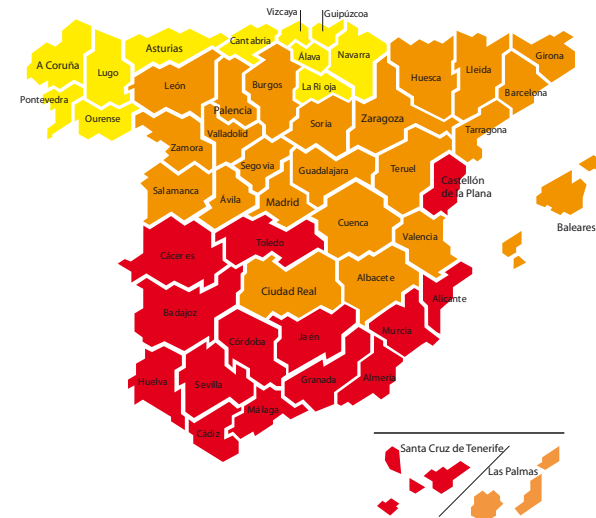 Vizcaya
Guipúzcoa
A Coruña
Lugo
Asturias
Cantabria
Álava
Navarra
Pontevedra
Ourense
León
Palencia
Burgos
La Rioja
Huesca
Lleida
Girona
Barcelona
Zamora
Valladolid
Soria
Zaragoza
Tarragona
Salamanca
Segovia
Ávila
Madrid
Guadalajara
Teruel
Castellón
de la Plana
Baleares
Cáceres
Toledo
Cuenca
Valencia
Badajoz
Ciudad Real
Albacete
Alicante
Córdoba
Jaén
Murcia
Huelva
Sevilla
Granada
Almería
Málaga
Cádiz
Santa Cruz de Tenerife
Las Palmas